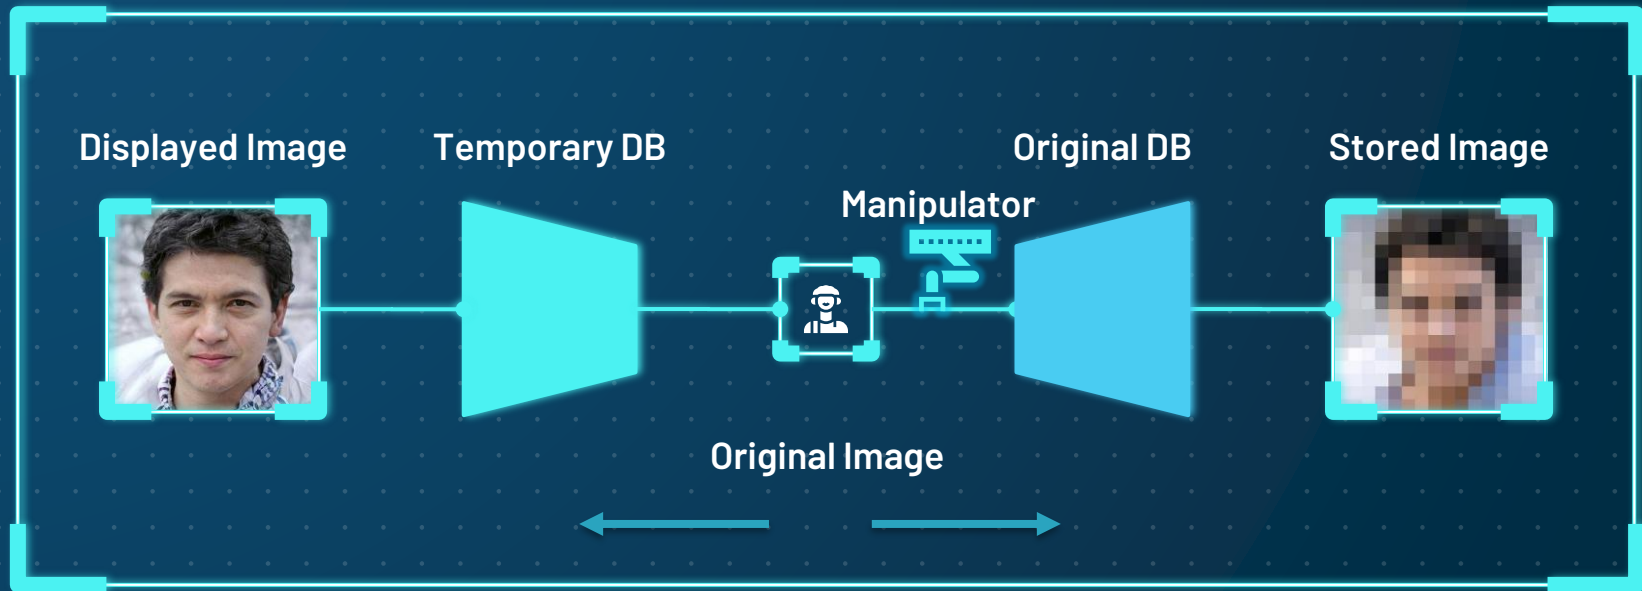 Displayed Image
Temporary DB
Original DB
Stored Image
Manipulator
Original Image